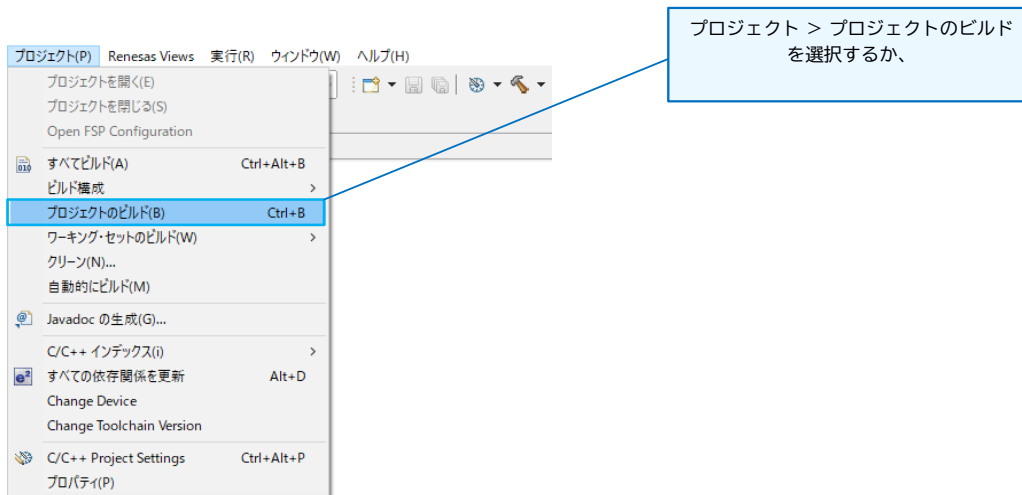 プロジェクト > プロジェクトのビルド
を選択するか、
プロジェクト(P) Renesas Views 実行(R) ウィンドウ(W) ヘルプ(H)
プロジェクトを開く(E)
プロジェクトを閉じる(S)
Open FSP Configuration
すべてビルド(A) Ctrl+Alt+B
ビルド構成 >
プロジェクトのビルド(B) Ctrl+B
ワーキング・セットのビルド(W) >
クリーン(N)...
自動的にビルド(M)
Javadoc の生成(G)...
C/C++ インデックス(i) >
すべての依存関係を更新 Alt+D
Change Device
Change Toolchain Version
C/C++ Project Settings Ctrl+Alt+P
プロパティ(P)